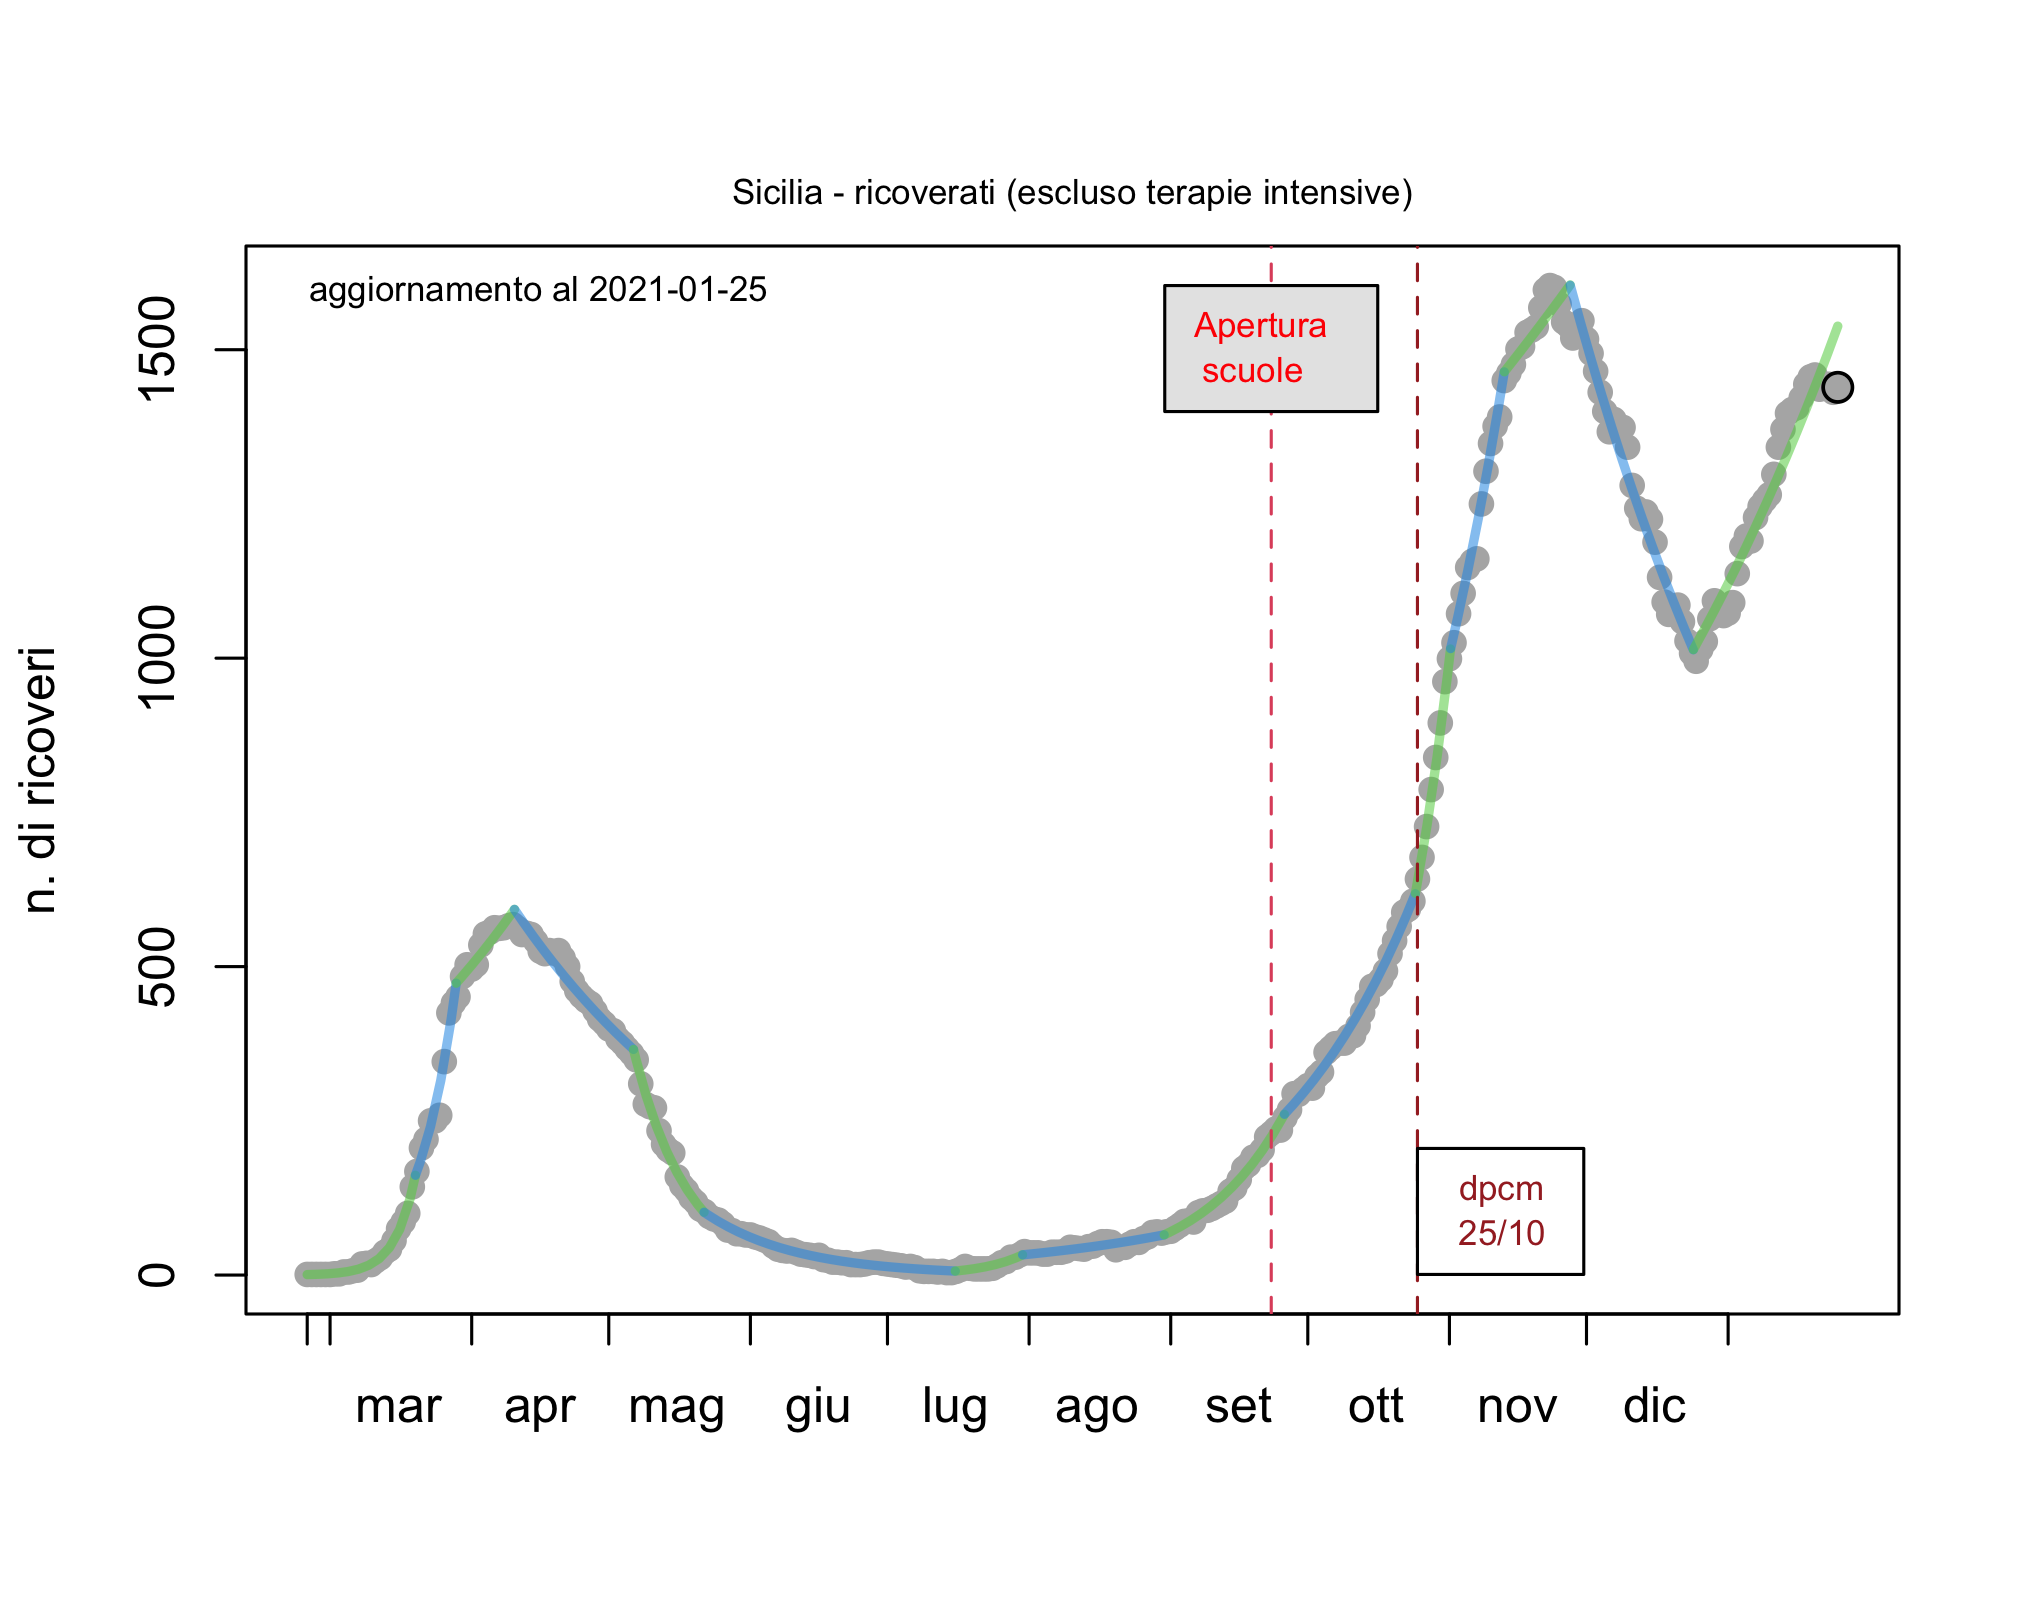 Sicilia - ricoverati (escluso terapie intensive)
aggiornamento al 2021-01-25
Apertura
scuole
dpcm
25/10
n. di ricoveri
1500
1000
500
0
mar apr mag giu lug ago set ott nov dic